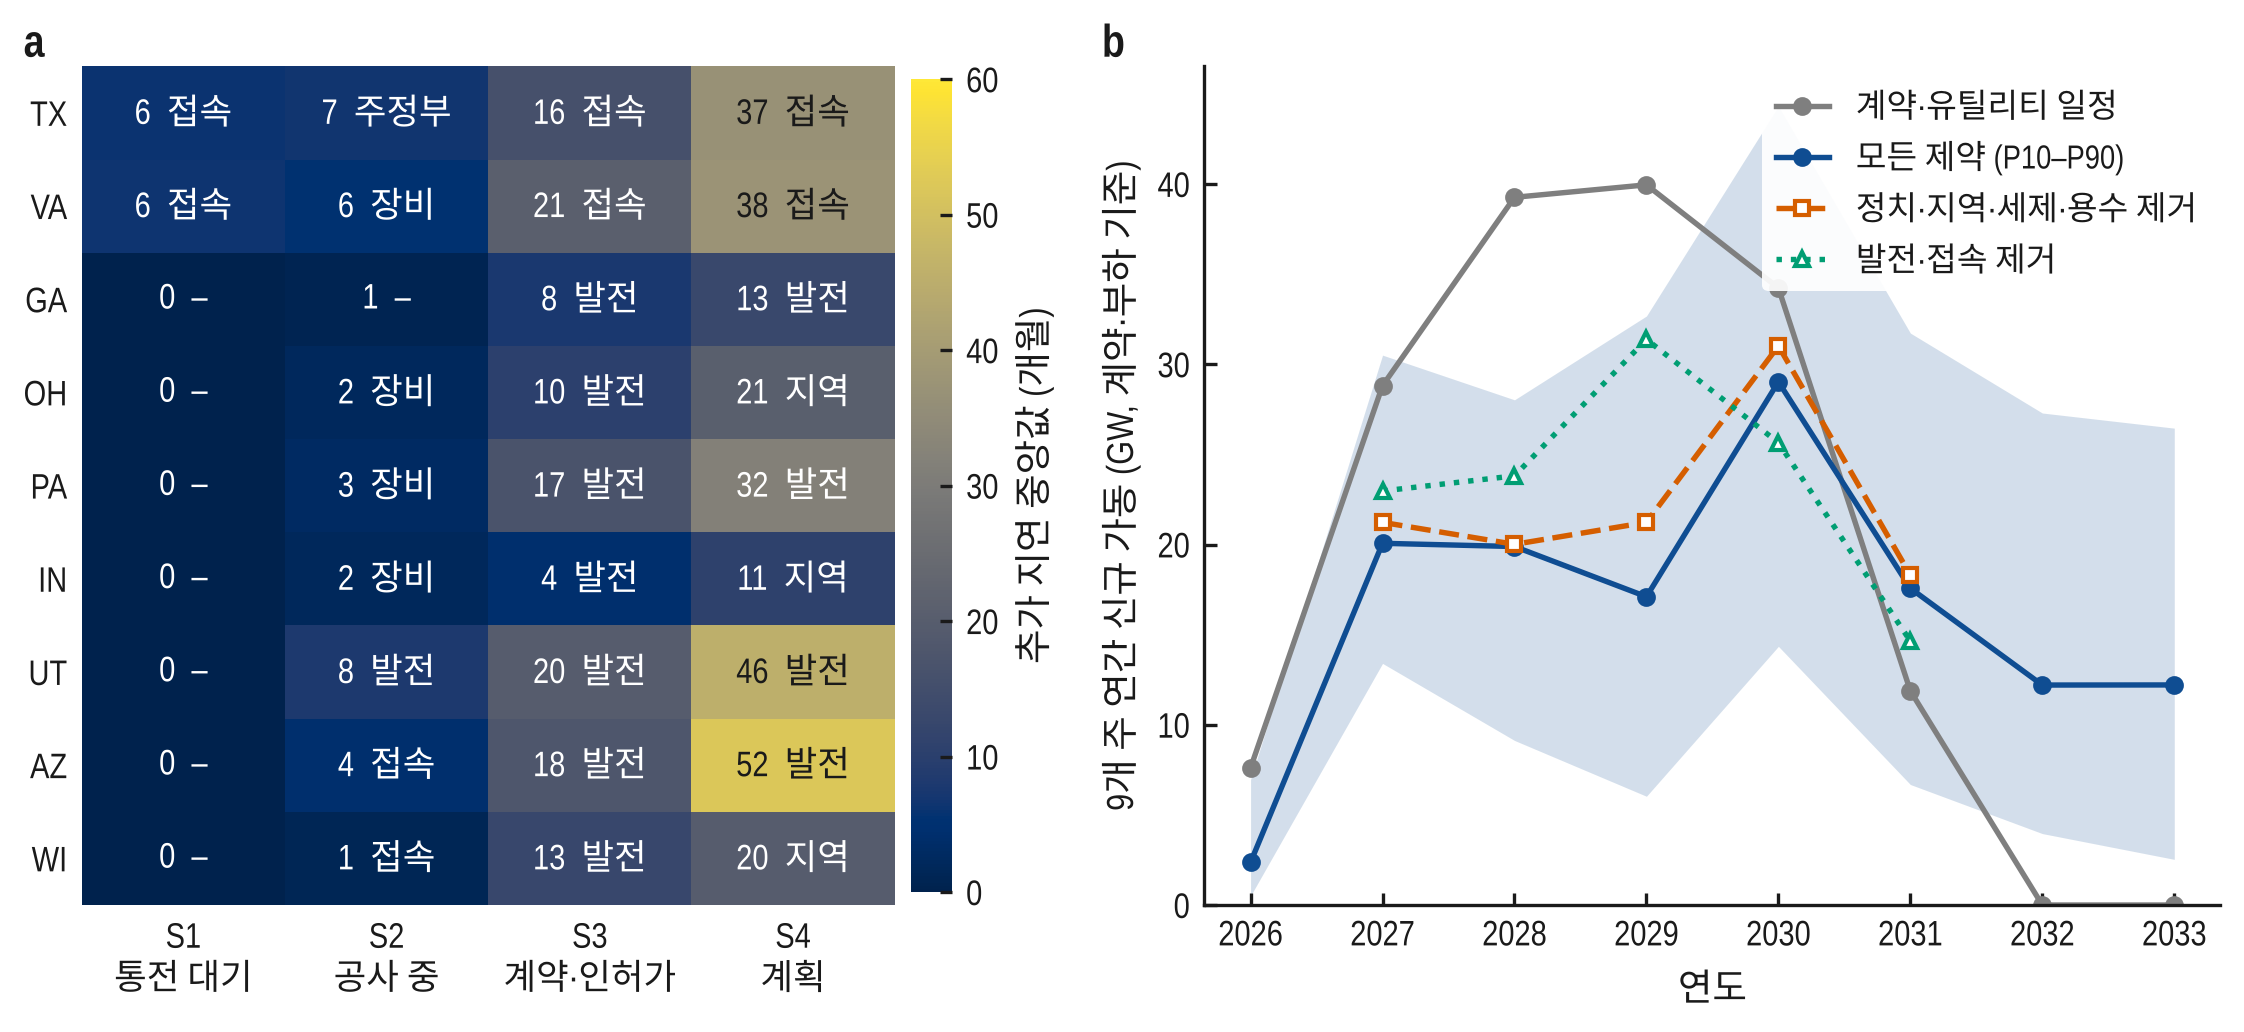 a
TX 6 접속 7 주정부 16 접속 37 접속
VA 6 접속 6 장비 21 접속 38 접속
GA 0 – 1 – 8 발전 13 발전
OH 0 – 2 장비 10 발전 21 지역
PA 0 – 3 장비 17 발전 32 발전
IN 0 – 2 장비 4 발전 11 지역
UT 0 – 8 발전 20 발전 46 발전
AZ 0 – 4 접속 18 발전 52 발전
WI 0 – 1 접속 13 발전 20 지역
S1 S2 S3 S4
통전 대기 공사 중 계약·인허가 계획
60
50
40
30
20
10
0
추가 지연 중앙값 (개월)
b
계약·유틸리티 일정
모든 제약 (P10–P90)
정치·지역·세제·용수 제거
발전·접속 제거
9개 주 연간 신규 가동 (GW, 계약·부하 기준)
40
30
20
10
0
2026 2027 2028 2029 2030 2031 2032 2033
연도